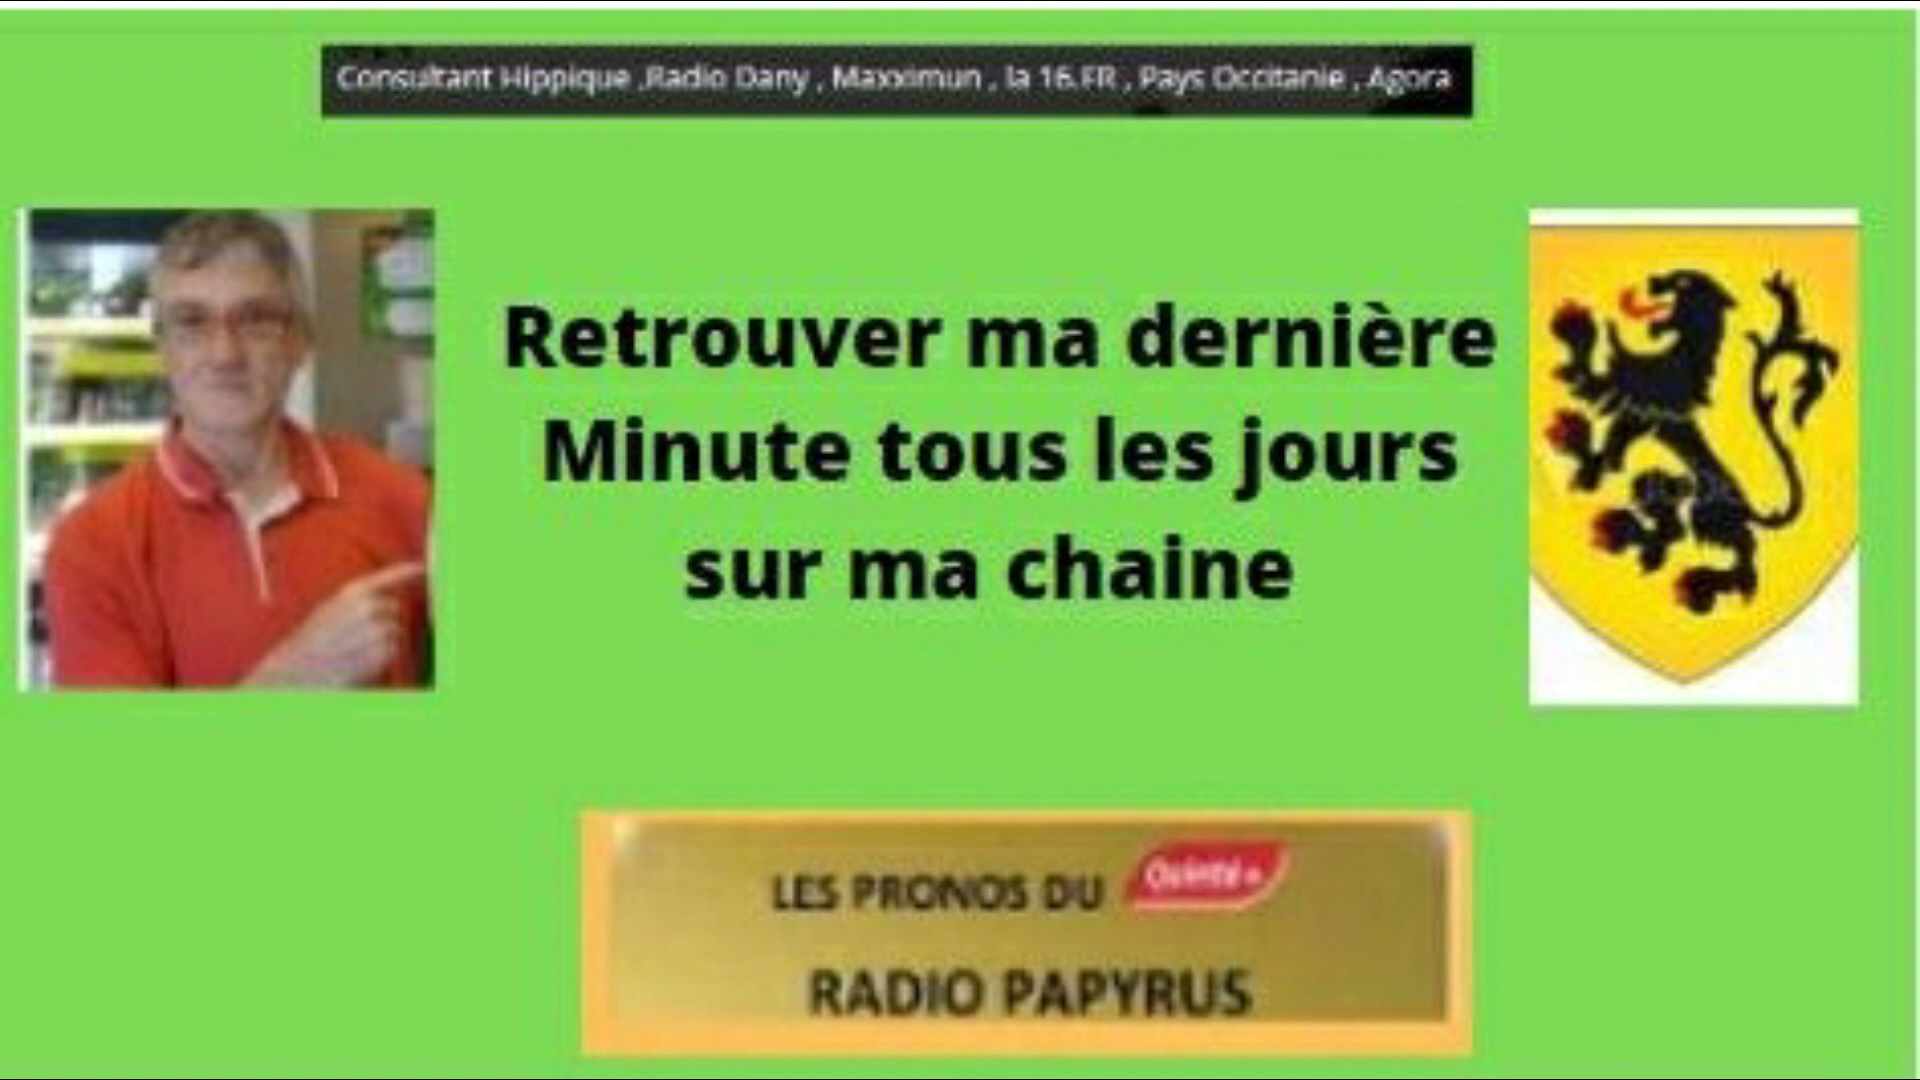 Consultant Hippique ,Radio Dany , Maxximun , la 16.FR , Pays Occitanie , Agora
Retrouver ma dernière
Minute tous les jours
sur ma chaine
LES PRONOS DU Quinté+
RADIO PAPYRUS